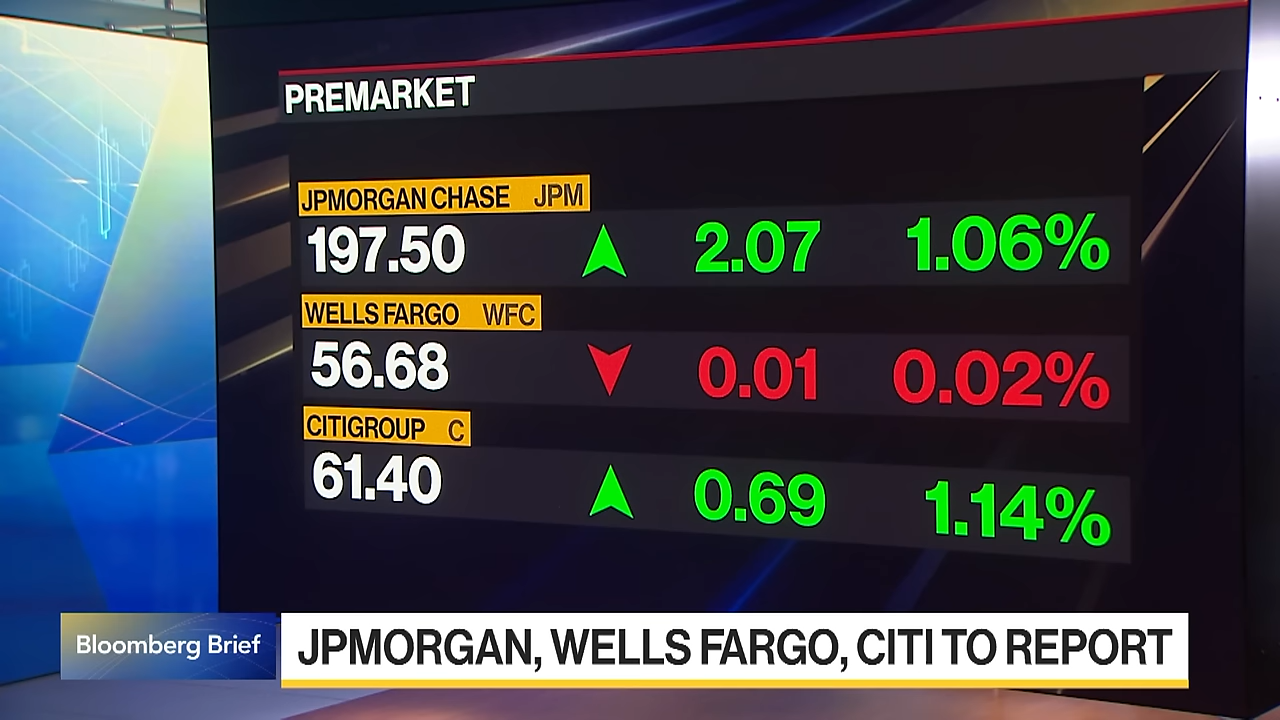 PREMARKET
JPMORGAN CHASE JPM
197.50 2.07 1.06%
WELLS FARGO WFC
56.68 0.01 0.02%
CITIGROUP C
61.40 0.69 1.14%
Bloomberg Brief
JPMORGAN, WELLS FARGO, CITI TO REPORT